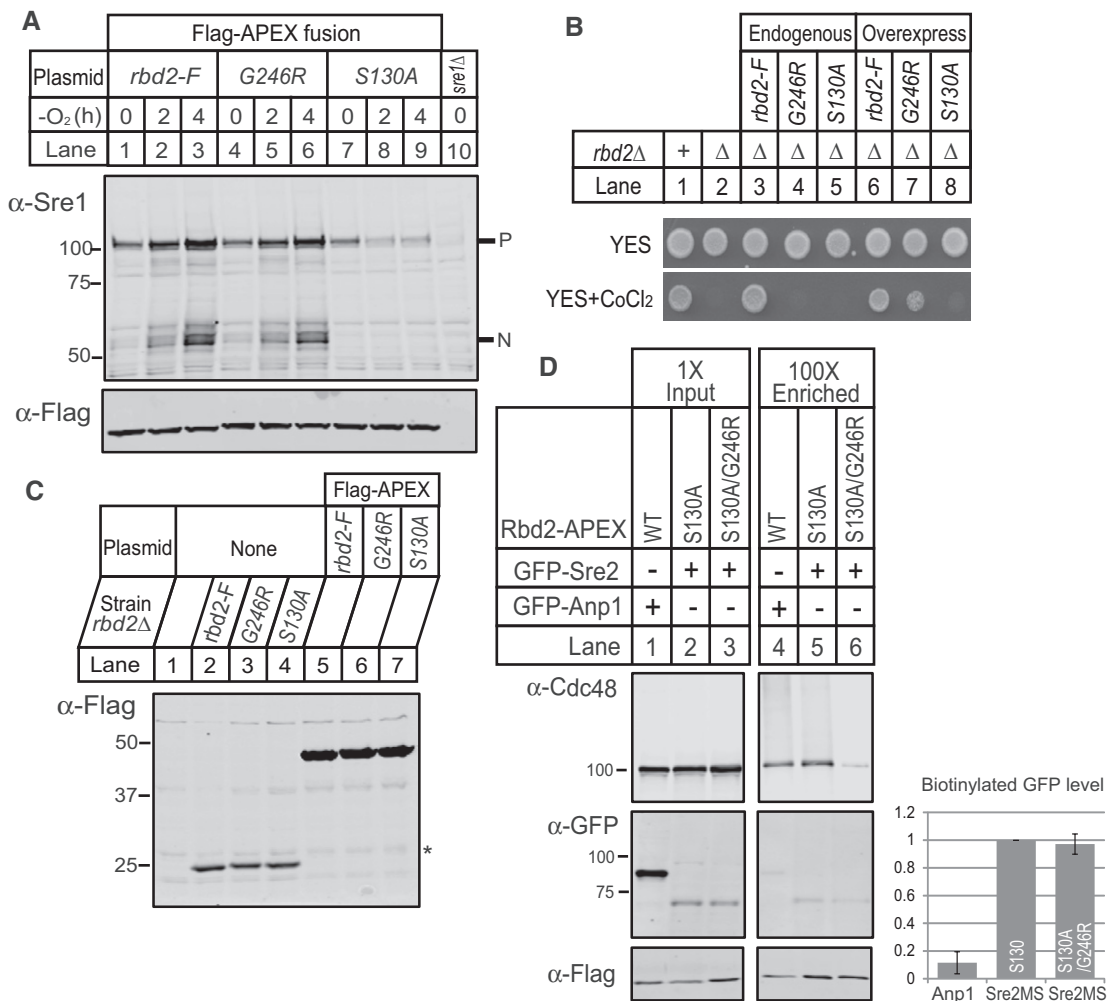 A
Flag-APEX fusion
Plasmid rbd2-F G246R S130A sre1Δ
-O2(h) 0 2 4 0 2 4 0 2 4 0
Lane 1 2 3 4 5 6 7 8 9 10
α-Sre1
100
75
50
P
N
α-Flag
B
Endogenous Overexpress
rbd2-F G246R S130A rbd2-F G246R S130A
rbd2Δ + Δ Δ Δ Δ Δ Δ Δ
Lane 1 2 3 4 5 6 7 8
YES
YES+CoCl2
C
Flag-APEX
Plasmid None rbd2-F G246R S130A
Strain rbd2-F G246R S130A
rbd2Δ
Lane 1 2 3 4 5 6 7
α-Flag
50
37
25
*
D
1X Input 100X Enriched
Rbd2-APEX WT S130A S130A/G246R WT S130A S130A/G246R
GFP-Sre2 - + + - + +
GFP-Anp1 + - - + - -
Lane 1 2 3 4 5 6
α-Cdc48
100
α-GFP
100
75
α-Flag
Biotinylated GFP level
1.2
1
0.8
0.6
0.4
0.2
0
S130 S130A/G246R
Anp1 Sre2MS Sre2MS